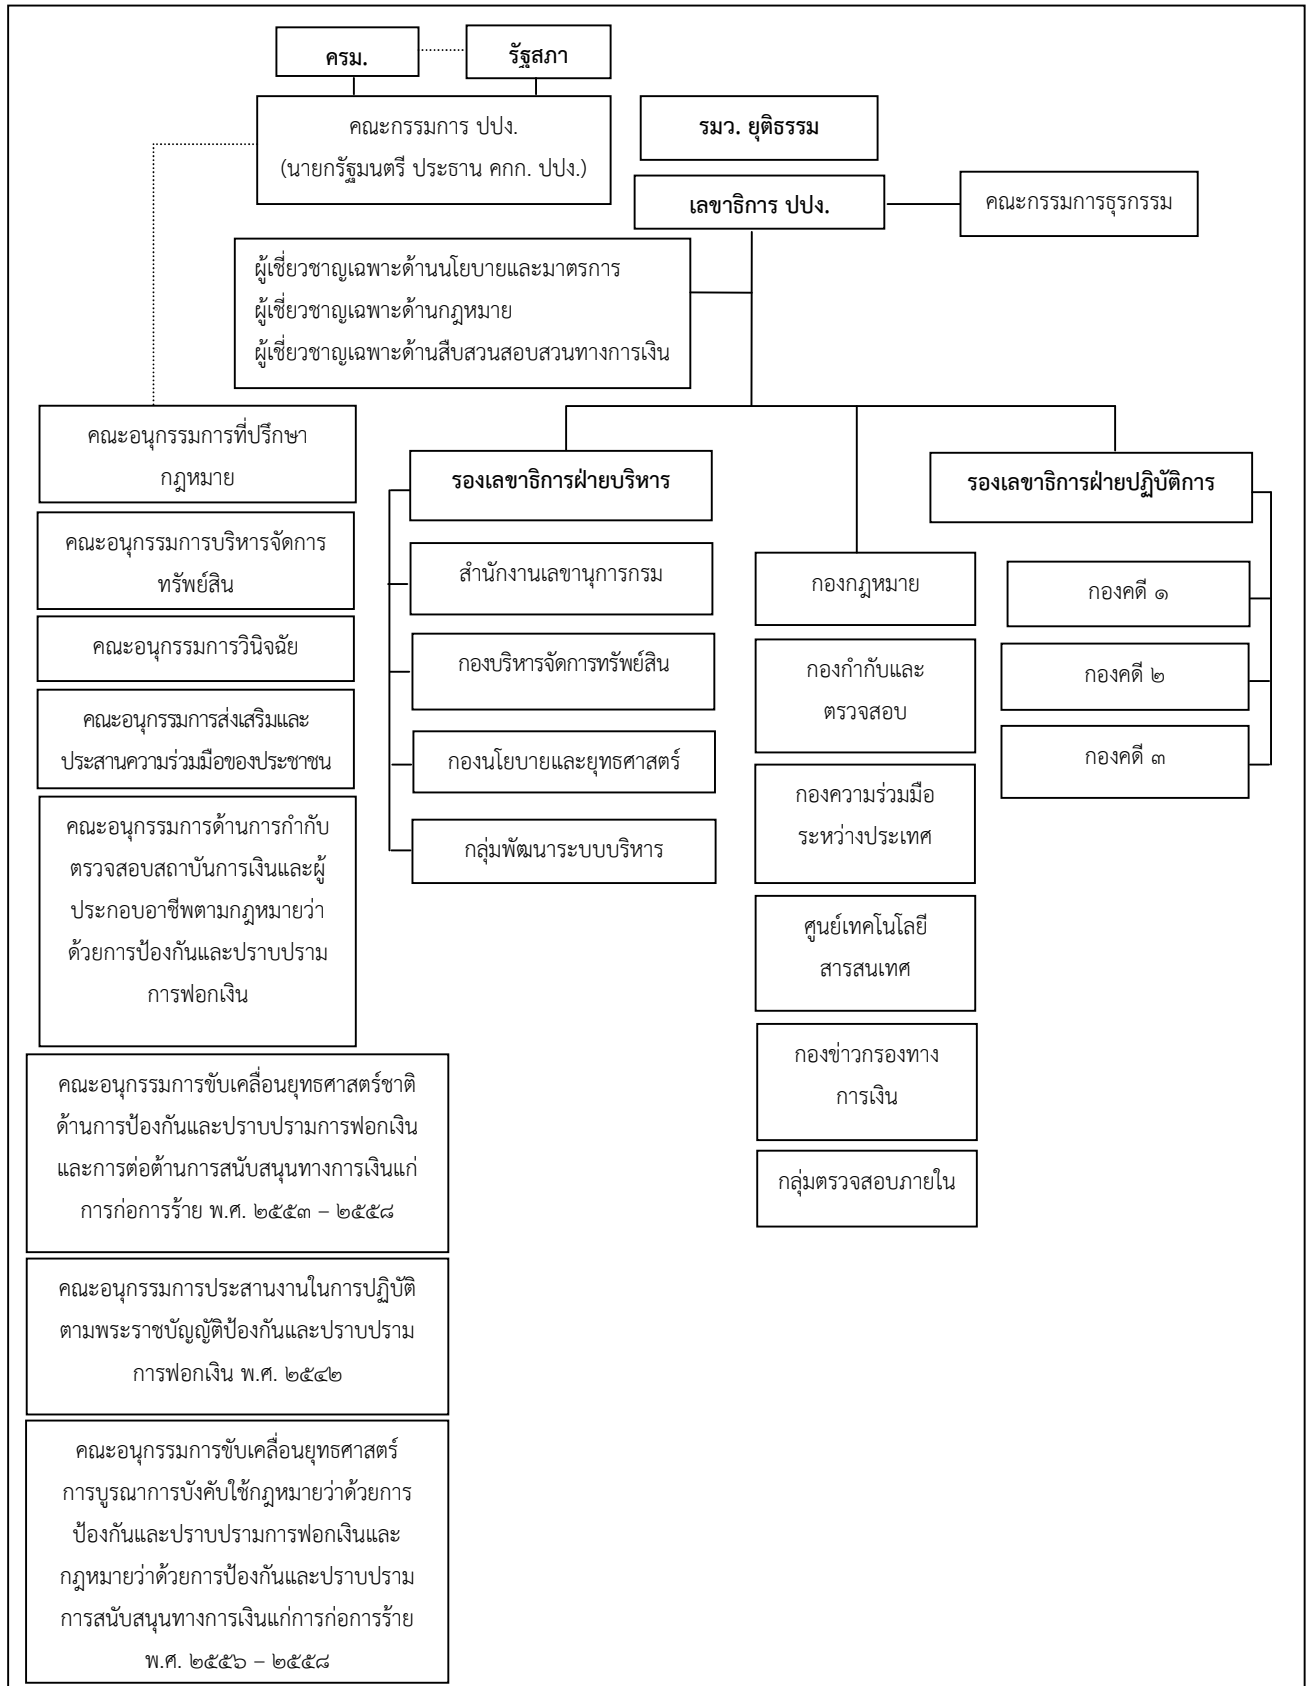 ครม.
รัฐสภา
คณะกรรมการ ปปง.
(นายกรัฐมนตรี ประธาน คกก. ปปง.)
รมว. ยุติธรรม
เลขาธิการ ปปง.
คณะกรรมการธุรกรรม
ผู้เชี่ยวชาญเฉพาะด้านนโยบายและมาตรการ
ผู้เชี่ยวชาญเฉพาะด้านกฎหมาย
ผู้เชี่ยวชาญเฉพาะด้านสืบสวนสอบสวนทางการเงิน
คณะอนุกรรมการที่ปรึกษา
กฎหมาย
คณะอนุกรรมการบริหารจัดการ
ทรัพย์สิน
คณะอนุกรรมการวินิจฉัย
คณะอนุกรรมการส่งเสริมและ
ประสานความร่วมมือของประชาชน
คณะอนุกรรมการด้านการกำกับ
ตรวจสอบสถาบันการเงินและผู้
ประกอบอาชีพตามกฎหมายว่า
ด้วยการป้องกันและปราบปราม
การฟอกเงิน
คณะอนุกรรมการขับเคลื่อนยุทธศาสตร์ชาติ
ด้านการป้องกันและปราบปรามการฟอกเงิน
และการต่อต้านการสนับสนุนทางการเงินแก่
การก่อการร้าย พ.ศ. ๒๕๕๓ – ๒๕๕๘
คณะอนุกรรมการประสานงานในการปฏิบัติ
ตามพระราชบัญญัติป้องกันและปราบปราม
การฟอกเงิน พ.ศ. ๒๕๔๒
คณะอนุกรรมการขับเคลื่อนยุทธศาสตร์
การบูรณาการบังคับใช้กฎหมายว่าด้วยการ
ป้องกันและปราบปรามการฟอกเงินและ
กฎหมายว่าด้วยการป้องกันและปราบปราม
การสนับสนุนทางการเงินแก่การก่อการร้าย
พ.ศ. ๒๕๕๖ – ๒๕๕๘
รองเลขาธิการฝ่ายบริหาร
สำนักงานเลขานุการกรม
กองบริหารจัดการทรัพย์สิน
กองนโยบายและยุทธศาสตร์
กลุ่มพัฒนาระบบบริหาร
กองกฎหมาย
กองกำกับและ
ตรวจสอบ
กองความร่วมมือ
ระหว่างประเทศ
ศูนย์เทคโนโลยี
สารสนเทศ
กองข่าวกรองทาง
การเงิน
กลุ่มตรวจสอบภายใน
รองเลขาธิการฝ่ายปฏิบัติการ
กองคดี ๑
กองคดี ๒
กองคดี ๓